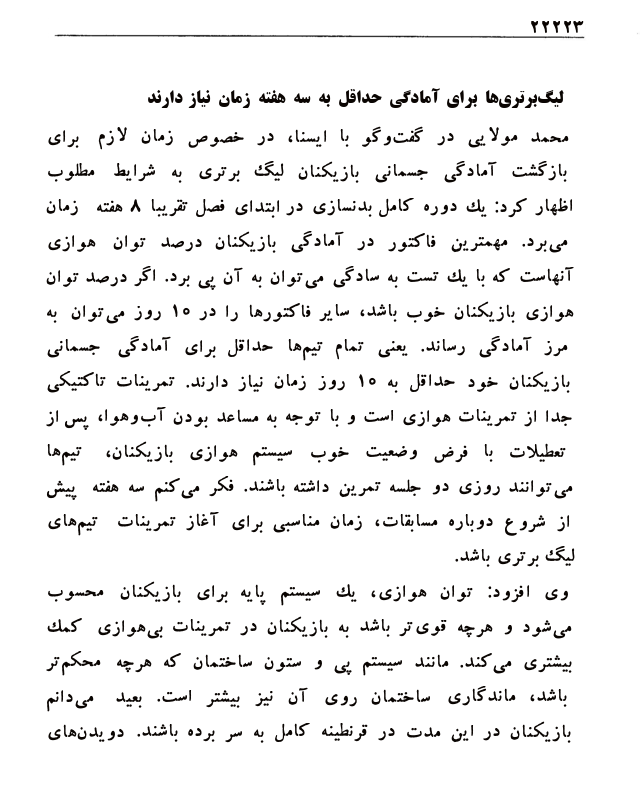 ۲۲۲۲۳
لیگ‌برتری‌ها برای آمادگی حداقل به سه هفته زمان نیاز دارند
محمد مولایی در گفت‌وگو با ایسنا، در خصوص زمان لازم برای
بازگشت آمادگی جسمانی بازیکنان لیگ برتری به شرایط مطلوب
اظهار کرد: یك دوره کامل بدنسازی در ابتدای فصل تقریبا ۸ هفته زمان
می‌برد. مهمترین فاکتور در آمادگی بازیکنان درصد توان هوازی
آنهاست که با یك تست به سادگی می‌توان به آن پی برد. اگر درصد توان
هوازی بازیکنان خوب باشد، سایر فاکتورها را در ۱۰ روز می‌توان به
مرز آمادگی رساند. یعنی تمام تیم‌ها حداقل برای آمادگی جسمانی
بازیکنان خود حداقل به ۱۰ روز زمان نیاز دارند. تمرینات تاکتیکی
جدا از تمرینات هوازی است و با توجه به مساعد بودن آب‌وهوا، پس از
تعطیلات با فرض وضعیت خوب سیستم هوازی بازیکنان، تیم‌ها
می‌توانند روزی دو جلسه تمرین داشته باشند. فکر می‌کنم سه هفته پیش
از شروع دوباره مسابقات، زمان مناسبی برای آغاز تمرینات تیم‌های
لیگ برتری باشد.
وی افزود: توان هوازی، یك سیستم پایه برای بازیکنان محسوب
می‌شود و هرچه قوی‌تر باشد به بازیکنان در تمرینات بی‌هوازی کمك
بیشتری می‌کند. مانند سیستم پی و ستون ساختمان که هرچه محکم‌تر
باشد، ماندگاری ساختمان روی آن نیز بیشتر است. بعید می‌دانم
بازیکنان در این مدت در قرنطینه کامل به سر برده باشند. دویدن‌های